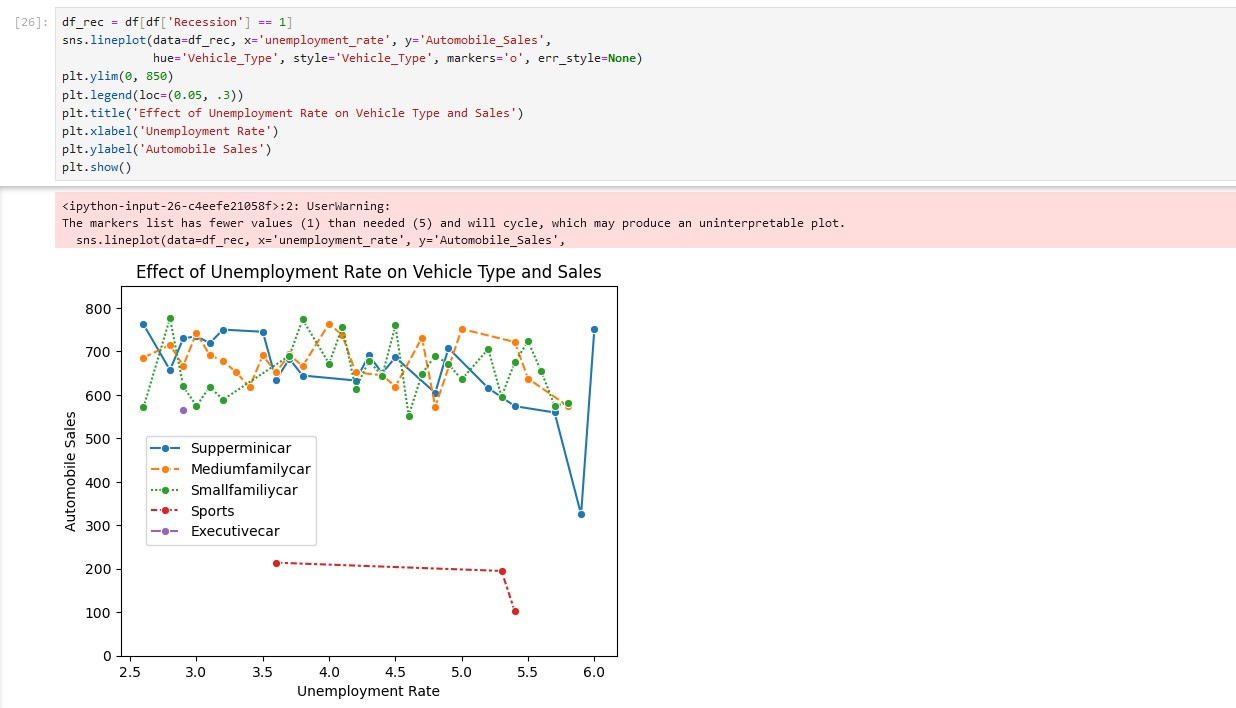 [26]: df_rec = df[df['Recession'] == 1]
sns.lineplot(data=df_rec, x='unemployment_rate', y='Automobile_Sales',
hue='Vehicle_Type', style='Vehicle_Type', markers='o', err_style=None)
plt.ylim(0, 850)
plt.legend(loc=(0.05, .3))
plt.title('Effect of Unemployment Rate on Vehicle Type and Sales')
plt.xlabel('Unemployment Rate')
plt.ylabel('Automobile Sales')
plt.show()
<ipython-input-26-c4eefe21058f>:2: UserWarning:
The markers list has fewer values (1) than needed (5) and will cycle, which may produce an uninterpretable plot.
sns.lineplot(data=df_rec, x='unemployment_rate', y='Automobile_Sales',
Effect of Unemployment Rate on Vehicle Type and Sales
800
700
600
500
400
300
200
100
0
Automobile Sales
Supperminicar
Mediumfamilycar
Smallfamiliycar
Sports
Executivecar
2.5 3.0 3.5 4.0 4.5 5.0 5.5 6.0
Unemployment Rate